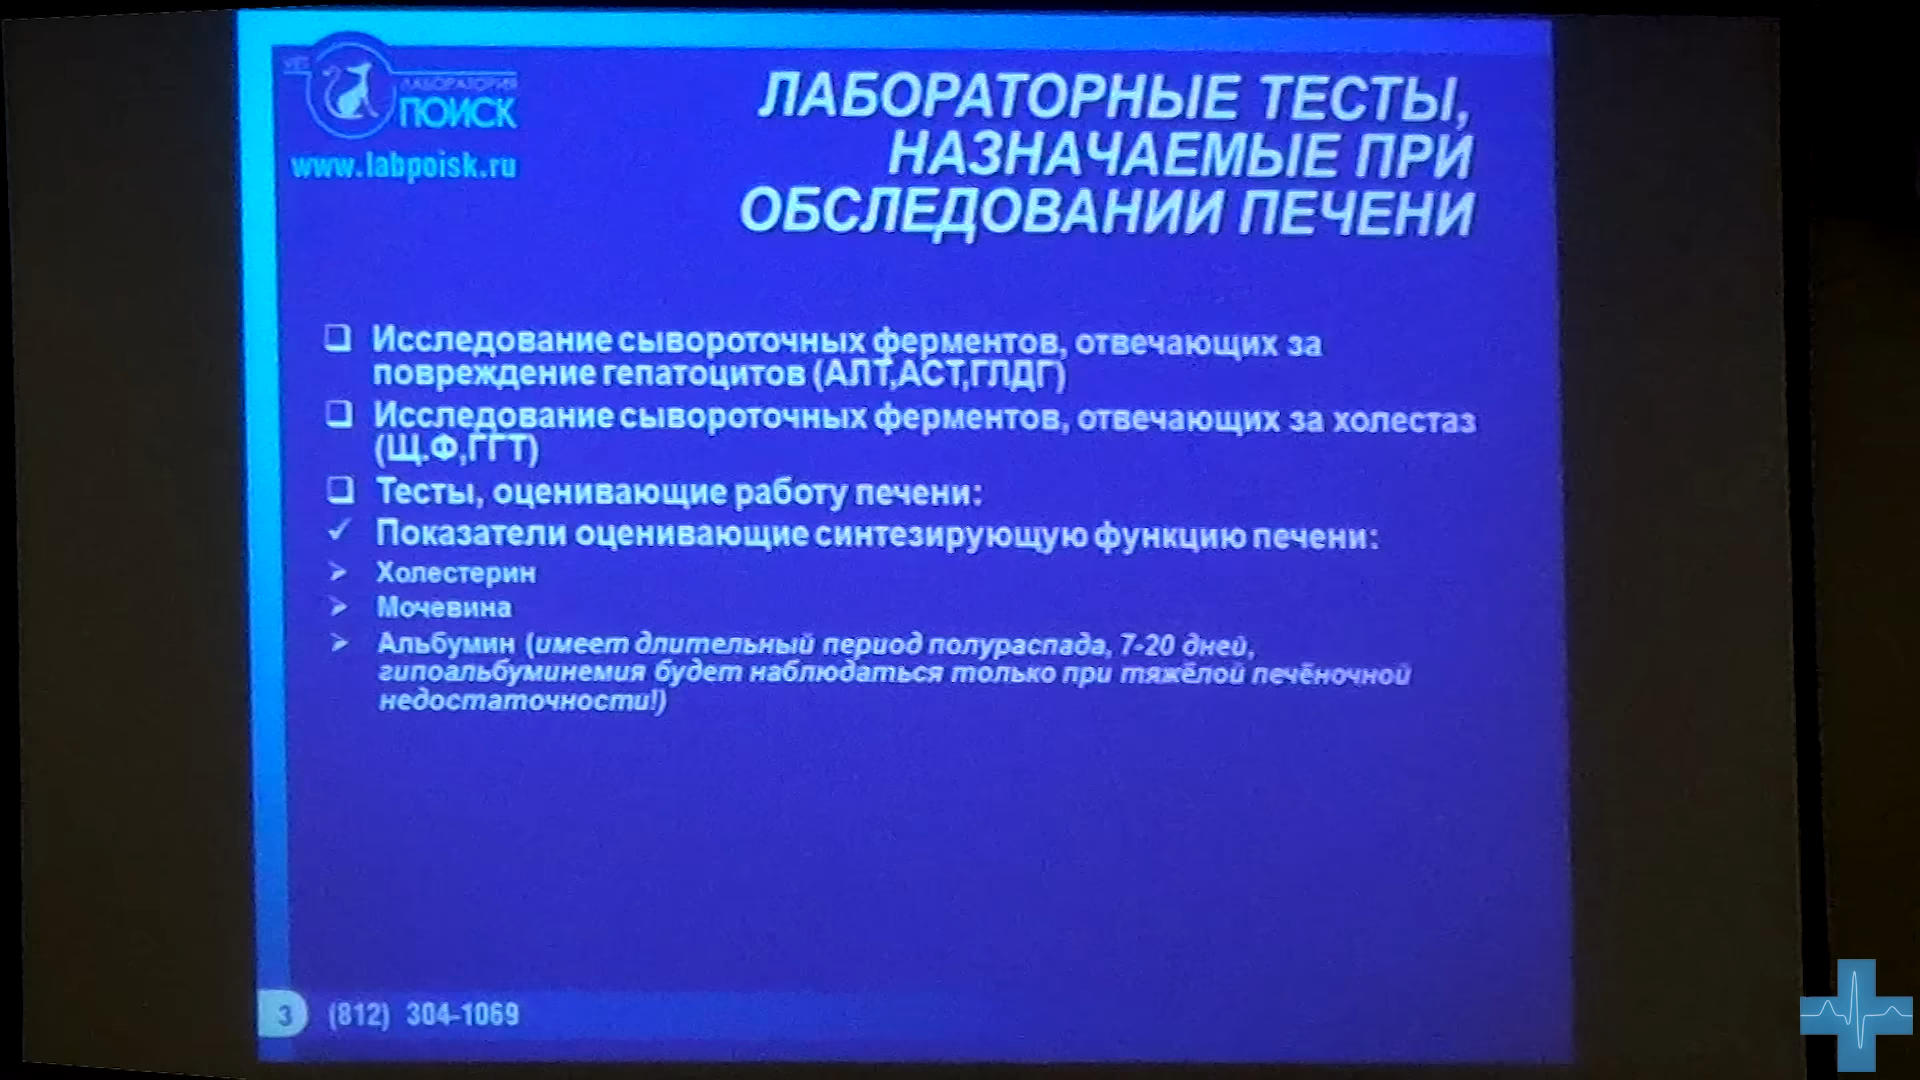 VET
ЛАБОРАТОРИЯ
ПОИСК
www.labpoisk.ru
ЛАБОРАТОРНЫЕ ТЕСТЫ,
НАЗНАЧАЕМЫЕ ПРИ
ОБСЛЕДОВАНИИ ПЕЧЕНИ
❑ Исследование сывороточных ферментов, отвечающих за
повреждение гепатоцитов (АЛТ,АСТ,ГЛДГ)
❑ Исследование сывороточных ферментов, отвечающих за холестаз
(Щ.Ф,ГГТ)
❑ Тесты, оценивающие работу печени:
✓ Показатели оценивающие синтезирующую функцию печени:
➢ Холестерин
➢ Мочевина
➢ Альбумин (имеет длительный период полураспада, 7-20 дней,
гипоальбуминемия будет наблюдаться только при тяжёлой печёночной
недостаточности!)
3 (812) 304-1069